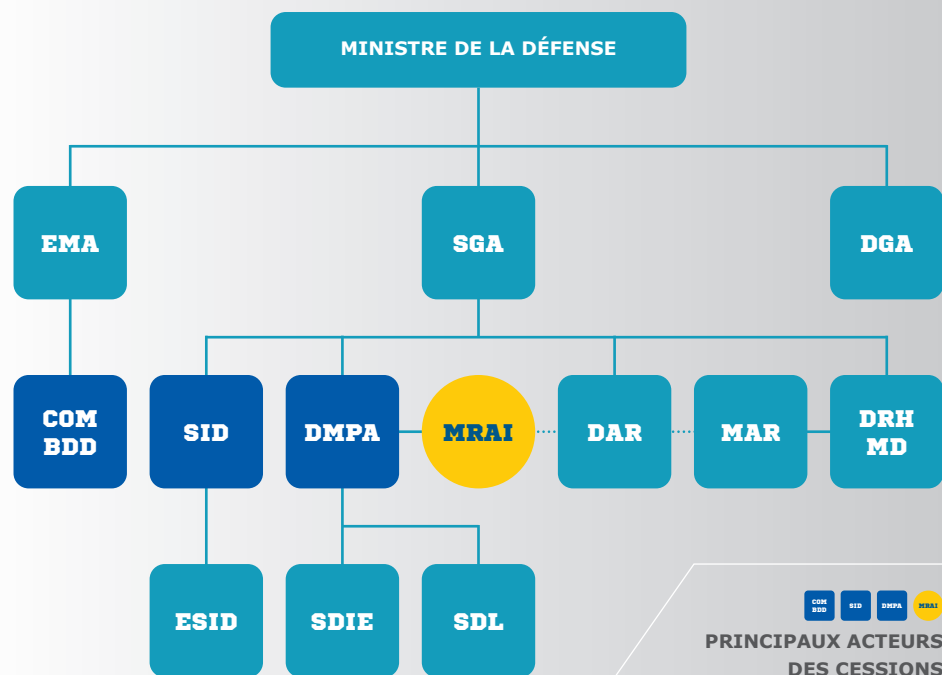 MINISTRE DE LA DÉFENSE
EMA
SGA
DGA
COM
BDD
SID
DMPA
MRAI
DAR
MAR
DRH
MD
ESID
SDIE
SDL
COM
BDD
SID
DMPA
MRAI
PRINCIPAUX ACTEURS
DES CESSIONS